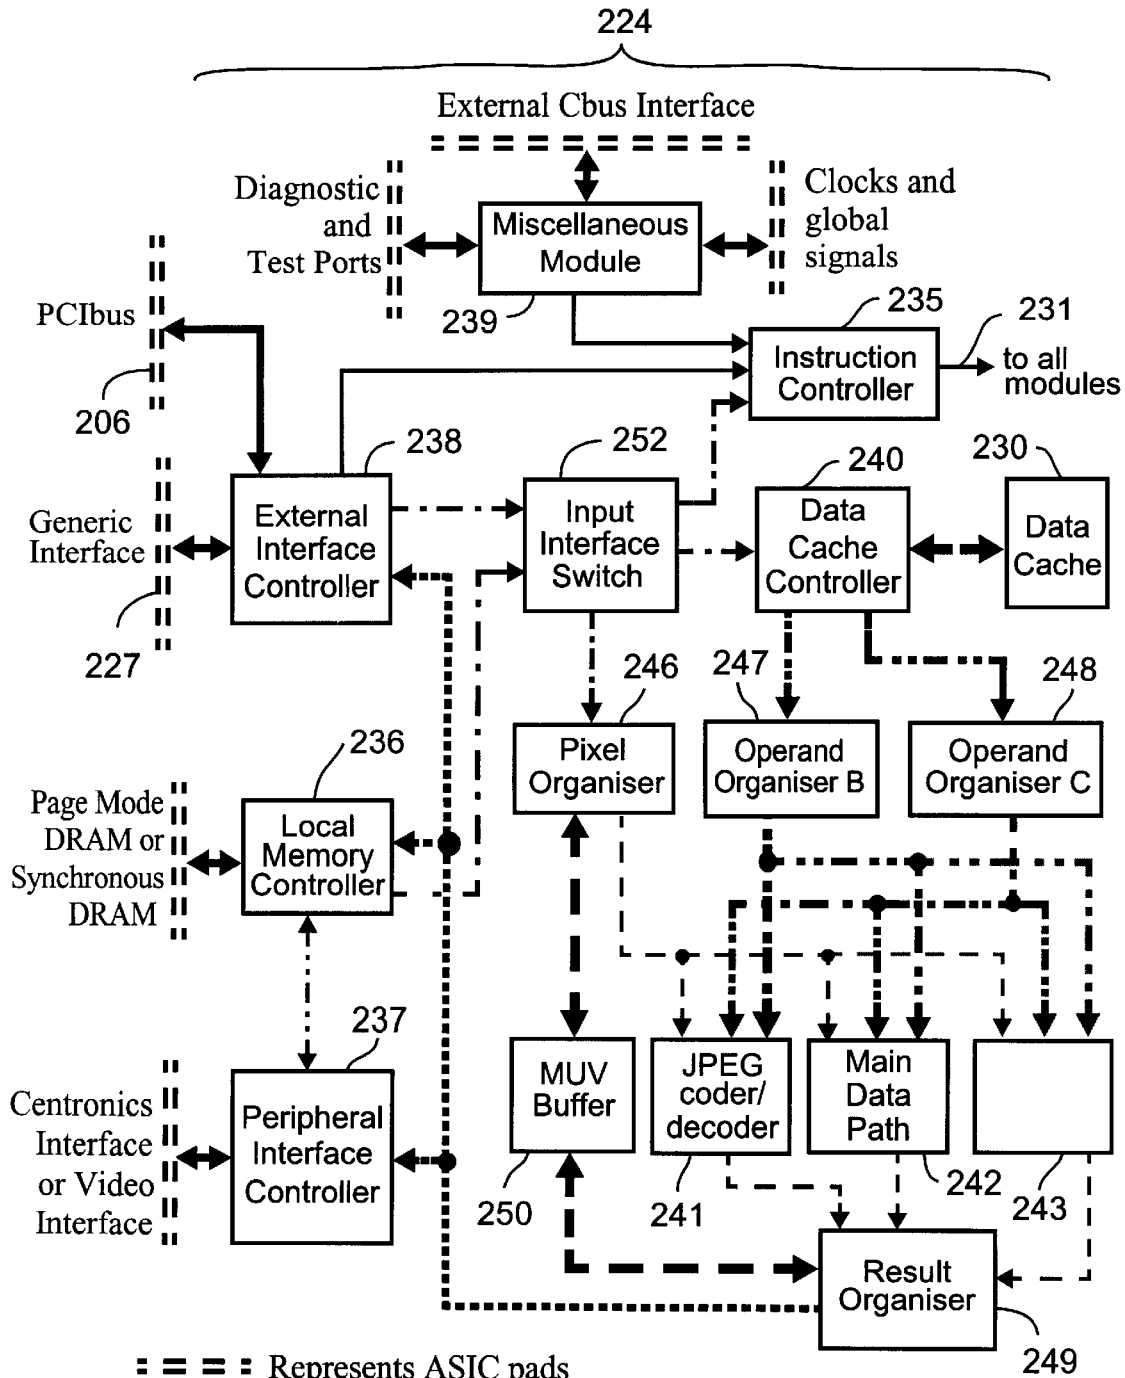 224
External Cbus Interface
Diagnostic
and
Test Ports
Miscellaneous
Module
Clocks and
global
signals
239
235
231
PCIbus
206
Instruction
Controller
to all
modules
238
252
240
230
Generic
Interface
External
Interface
Controller
Input
Interface
Switch
Data
Cache
Controller
Data
Cache
227
246
247
248
236
Pixel
Organiser
Operand
Organiser B
Operand
Organiser C
Page Mode
DRAM or
Synchronous
DRAM
Local
Memory
Controller
237
Centronics
Interface
or Video
Interface
Peripheral
Interface
Controller
MUV
Buffer
JPEG
coder/
decoder
Main
Data
Path
250
241
242
243
Result
Organiser
249
Represents ASIC pads